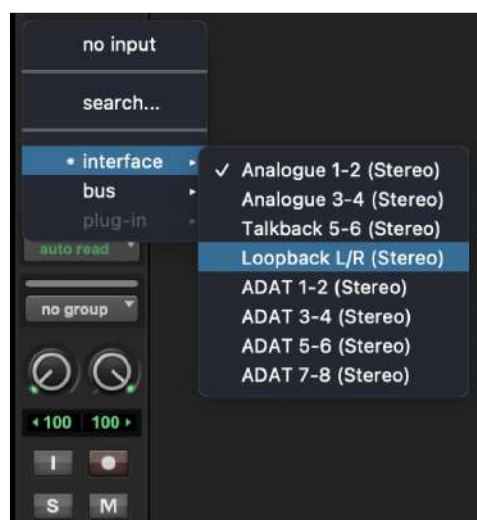 no input
search...
interface
bus
plug-in
✓ Analogue 1-2 (Stereo)
Analogue 3-4 (Stereo)
Talkback 5-6 (Stereo)
Loopback L/R (Stereo)
ADAT 1-2 (Stereo)
ADAT 3-4 (Stereo)
ADAT 5-6 (Stereo)
ADAT 7-8 (Stereo)
auto read
no group
100 100
I
S M